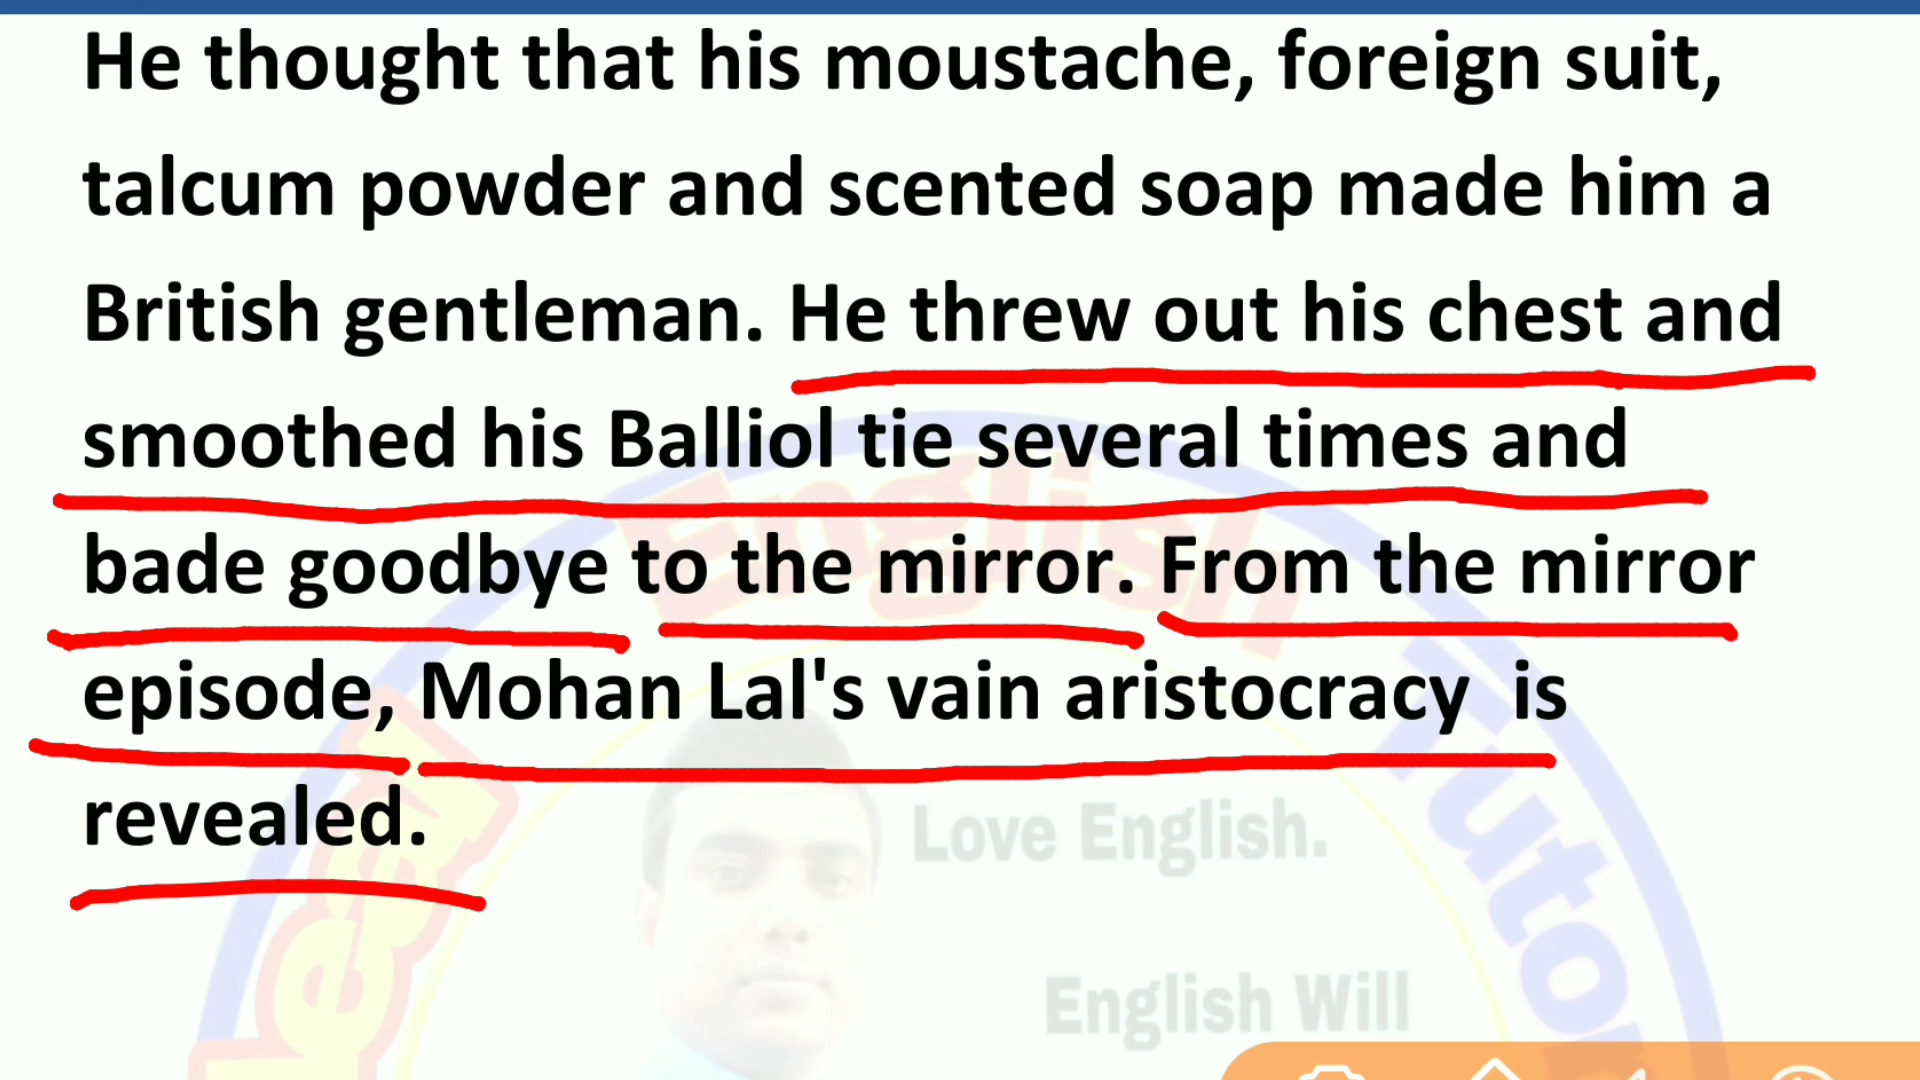 He thought that his moustache, foreign suit,
talcum powder and scented soap made him a
British gentleman. He threw out his chest and
smoothed his Balliol tie several times and
bade goodbye to the mirror. From the mirror
episode, Mohan Lal's vain aristocracy is
revealed.
English
Tutor
Love English.
English Will